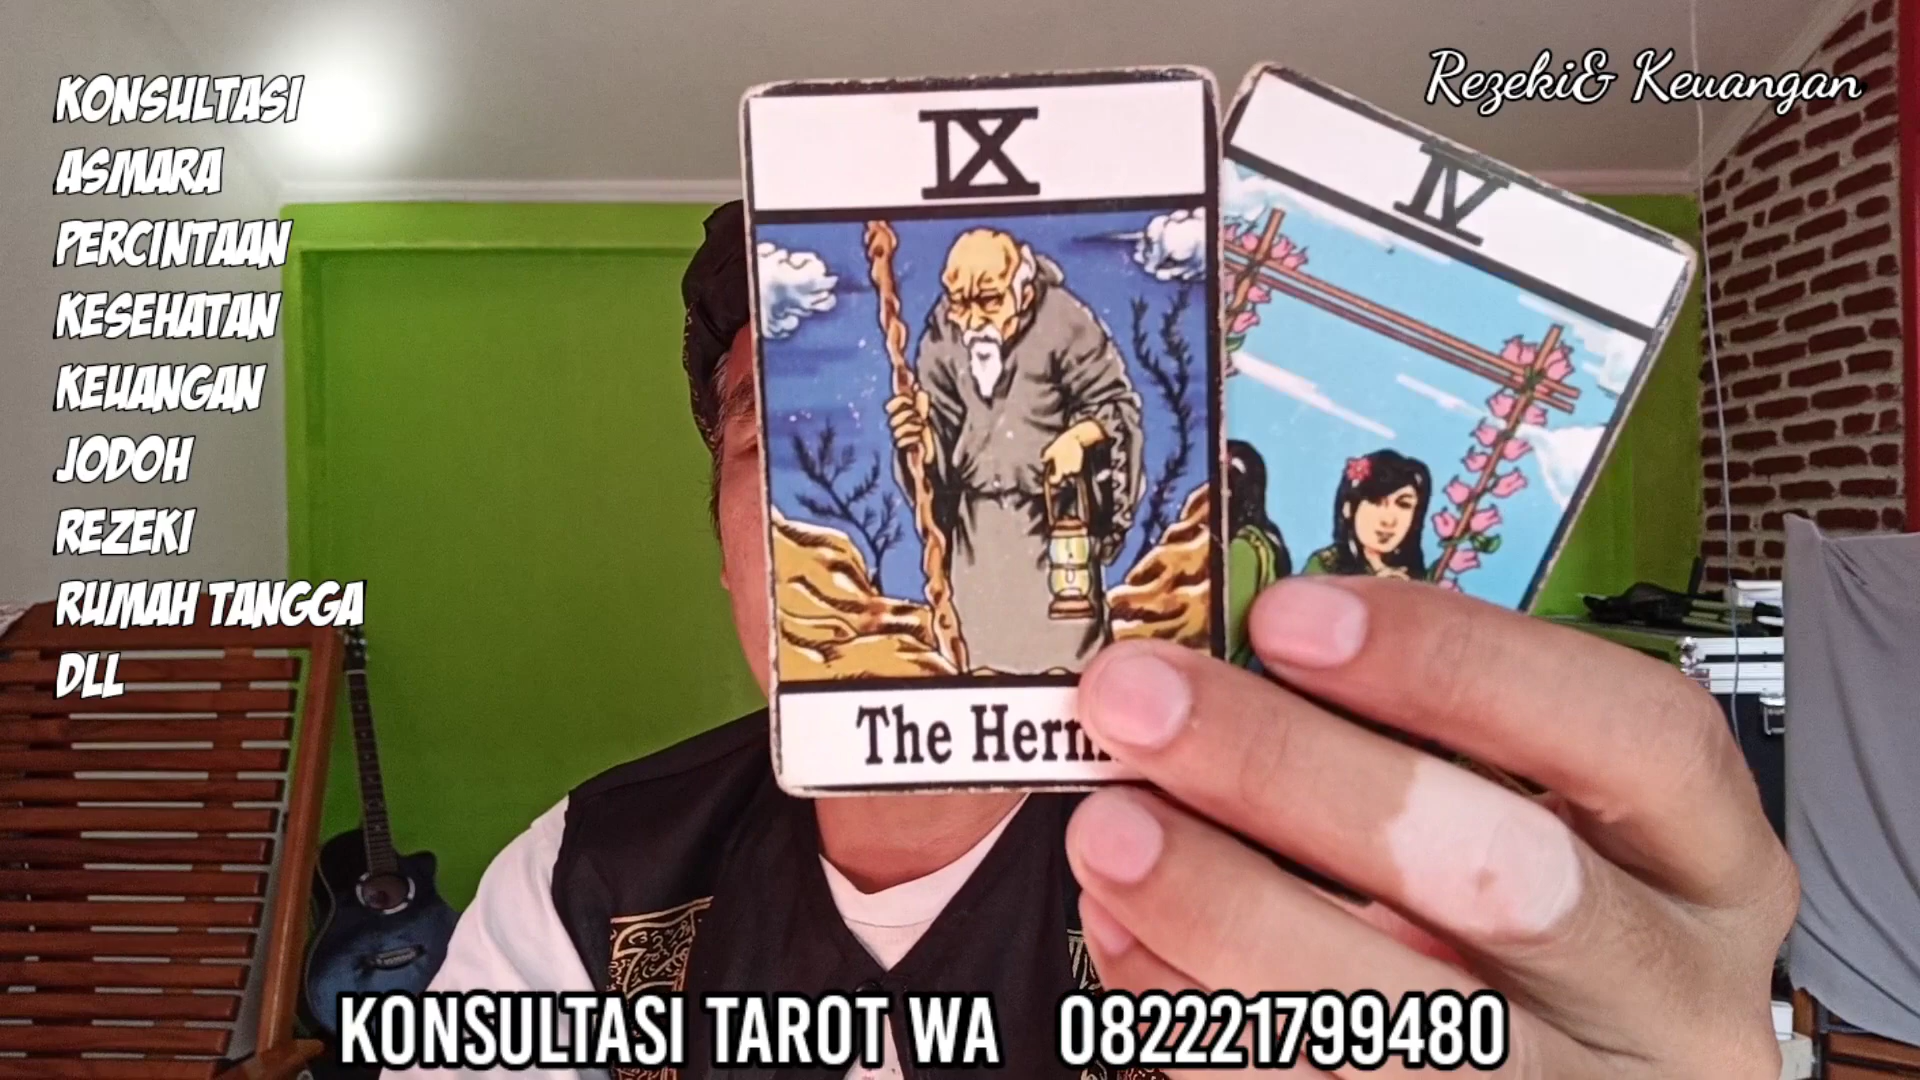 KONSULTASI
ASMARA
PERCINTAAN
KESEHATAN
KEUANGAN
JODOH
REZEKI
RUMAH TANGGA
DLL
Rezeki& Keuangan
IX
IV
The
KONSULTASI TAROT WA 082221799480